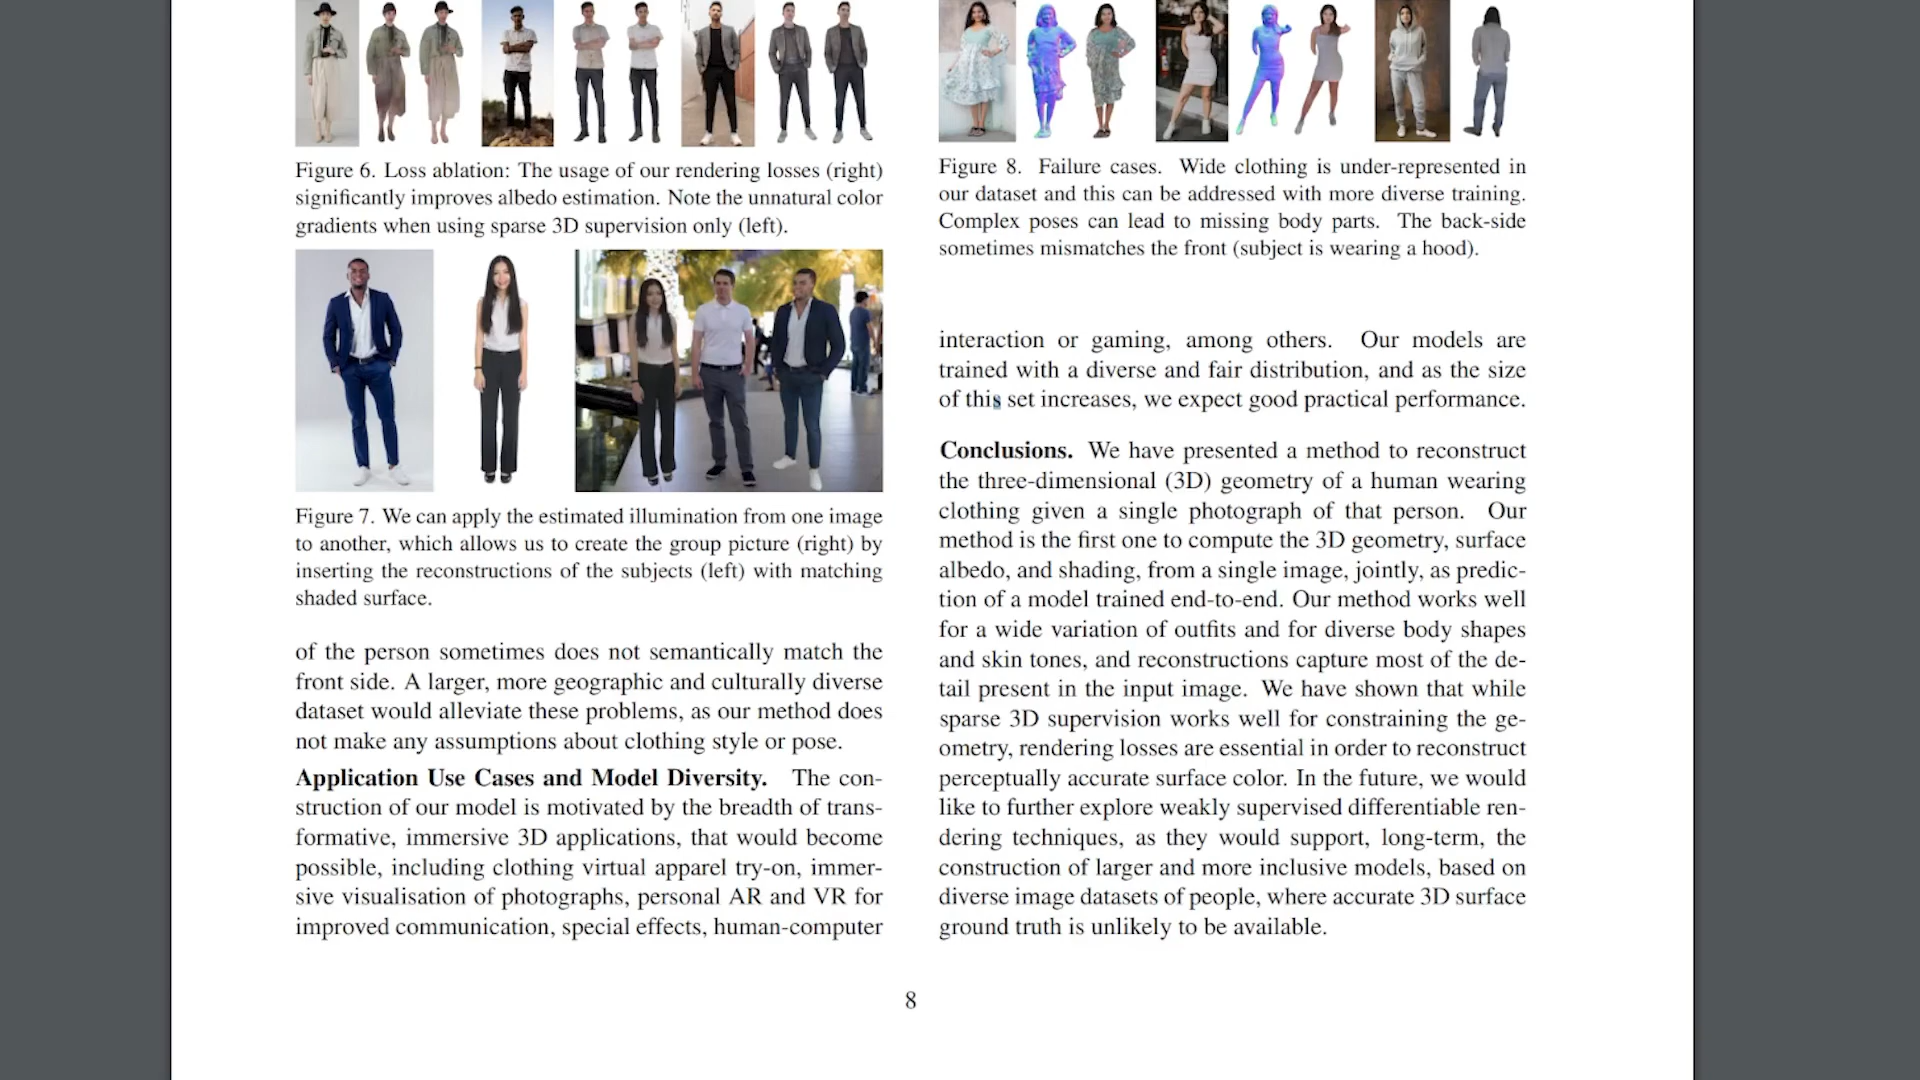 Figure 6. Loss ablation: The usage of our rendering losses (right)
significantly improves albedo estimation. Note the unnatural color
gradients when using sparse 3D supervision only (left).
Figure 7. We can apply the estimated illumination from one image
to another, which allows us to create the group picture (right) by
inserting the reconstructions of the subjects (left) with matching
shaded surface.
of the person sometimes does not semantically match the
front side. A larger, more geographic and culturally diverse
dataset would alleviate these problems, as our method does
not make any assumptions about clothing style or pose.
Application Use Cases and Model Diversity. The con-
struction of our model is motivated by the breadth of trans-
formative, immersive 3D applications, that would become
possible, including clothing virtual apparel try-on, immer-
sive visualisation of photographs, personal AR and VR for
improved communication, special effects, human-computer
Figure 8. Failure cases. Wide clothing is under-represented in
our dataset and this can be addressed with more diverse training.
Complex poses can lead to missing body parts. The back-side
sometimes mismatches the front (subject is wearing a hood).
interaction or gaming, among others. Our models are
trained with a diverse and fair distribution, and as the size
of this set increases, we expect good practical performance.
Conclusions. We have presented a method to reconstruct
the three-dimensional (3D) geometry of a human wearing
clothing given a single photograph of that person. Our
method is the first one to compute the 3D geometry, surface
albedo, and shading, from a single image, jointly, as predic-
tion of a model trained end-to-end. Our method works well
for a wide variation of outfits and for diverse body shapes
and skin tones, and reconstructions capture most of the de-
tail present in the input image. We have shown that while
sparse 3D supervision works well for constraining the ge-
ometry, rendering losses are essential in order to reconstruct
perceptually accurate surface color. In the future, we would
like to further explore weakly supervised differentiable ren-
dering techniques, as they would support, long-term, the
construction of larger and more inclusive models, based on
diverse image datasets of people, where accurate 3D surface
ground truth is unlikely to be available.
8